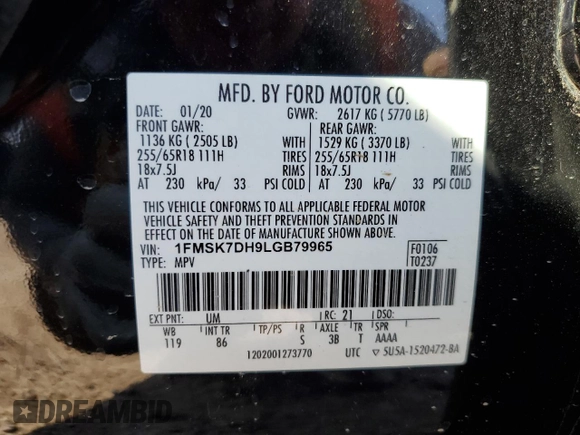 MFD. BY FORD MOTOR CO.
DATE: 01/20 GVWR: 2617 KG ( 5770 LB)
FRONT GAWR: REAR GAWR:
1136 KG ( 2505 LB) WITH 1529 KG ( 3370 LB) WITH
255/65R18 111H TIRES 255/65R18 111H TIRES
18x7.5J RIMS 18x7.5J RIMS
AT 230 kPa/ 33 PSI COLD AT 230 kPa/ 33 PSI COLD
THIS VEHICLE CONFORMS TO ALL APPLICABLE FEDERAL MOTOR
VEHICLE SAFETY AND THEFT PREVENTION STANDARDS IN
EFFECT ON THE DATE OF MANUFACTURE SHOWN ABOVE.
VIN: 1FMSK7DH9LGB79965 F0106
TYPE: MPV T0237
EXT PNT: UM RC: 21 DSO:
WB INT TR TP/PS R AXLE TR SPR
119 86 S 3B T AAAA
1202001273770 UTC ▽ 5USA-1520472-BA
DREAMBID